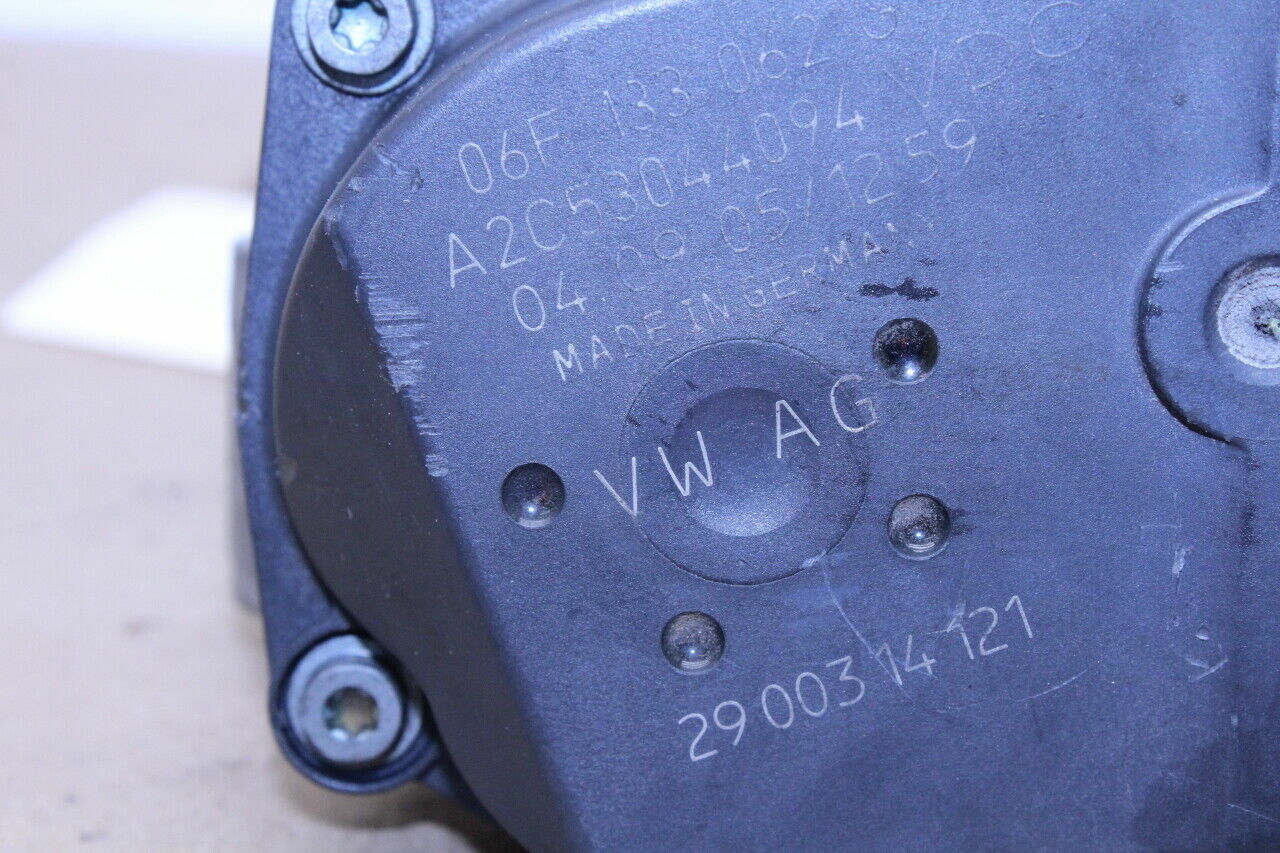 06F 133 062
A2C53044094 VDO
04.09 05/12 59
MADE IN GERMANY
VW AG
29003 14 121